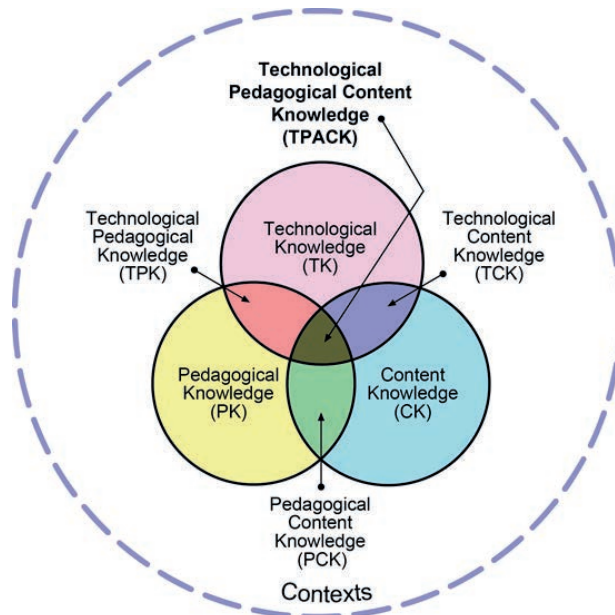 Technological
Pedagogical Content
Knowledge
(TPACK)
Technological
Pedagogical
Knowledge
(TPK)
Technological
Knowledge
(TK)
Technological
Content
Knowledge
(TCK)
Pedagogical
Knowledge
(PK)
Content
Knowledge
(CK)
Pedagogical
Content
Knowledge
(PCK)
Contexts